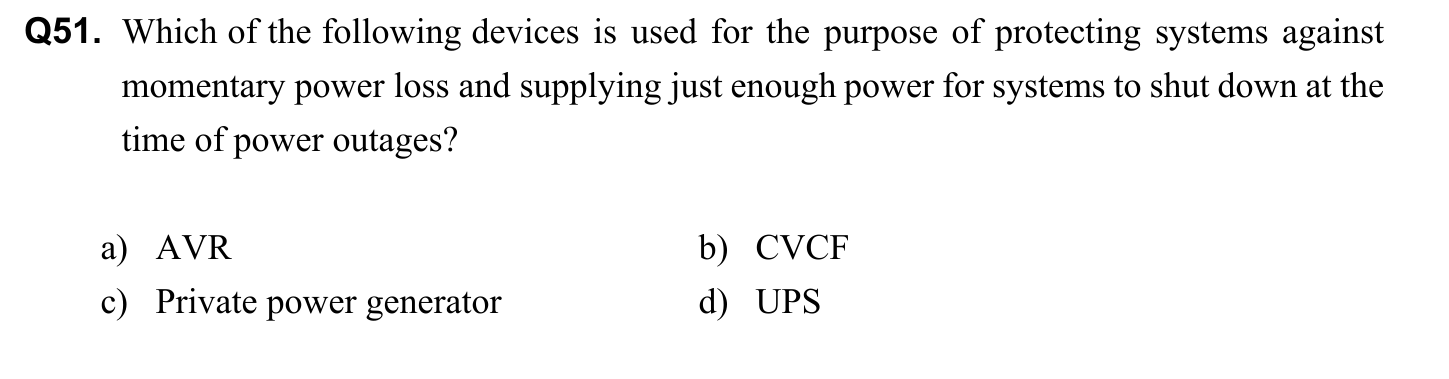 Q51. Which of the following devices is used for the purpose of protecting systems against
momentary power loss and supplying just enough power for systems to shut down at the
time of power outages?
a) AVR b) CVCF
c) Private power generator d) UPS